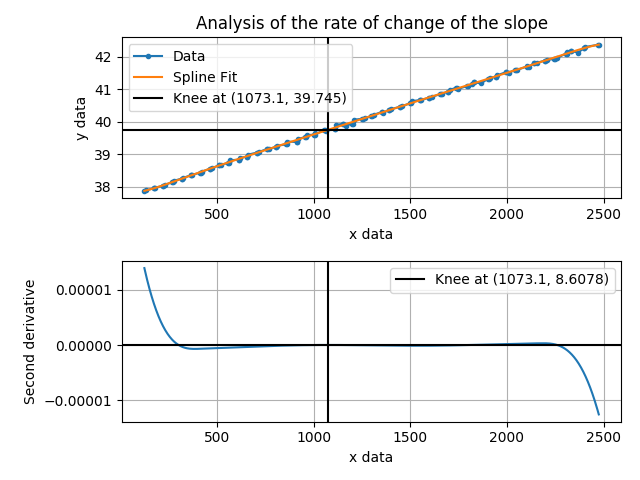 Analysis of the rate of change of the slope
42
41
40
39
38
y data
Data
Spline Fit
Knee at (1073.1, 39.745)
500 1000 1500 2000 2500
x data
0.00001
0.00000
−0.00001
Second derivative
Knee at (1073.1, 8.6078)
500 1000 1500 2000 2500
x data